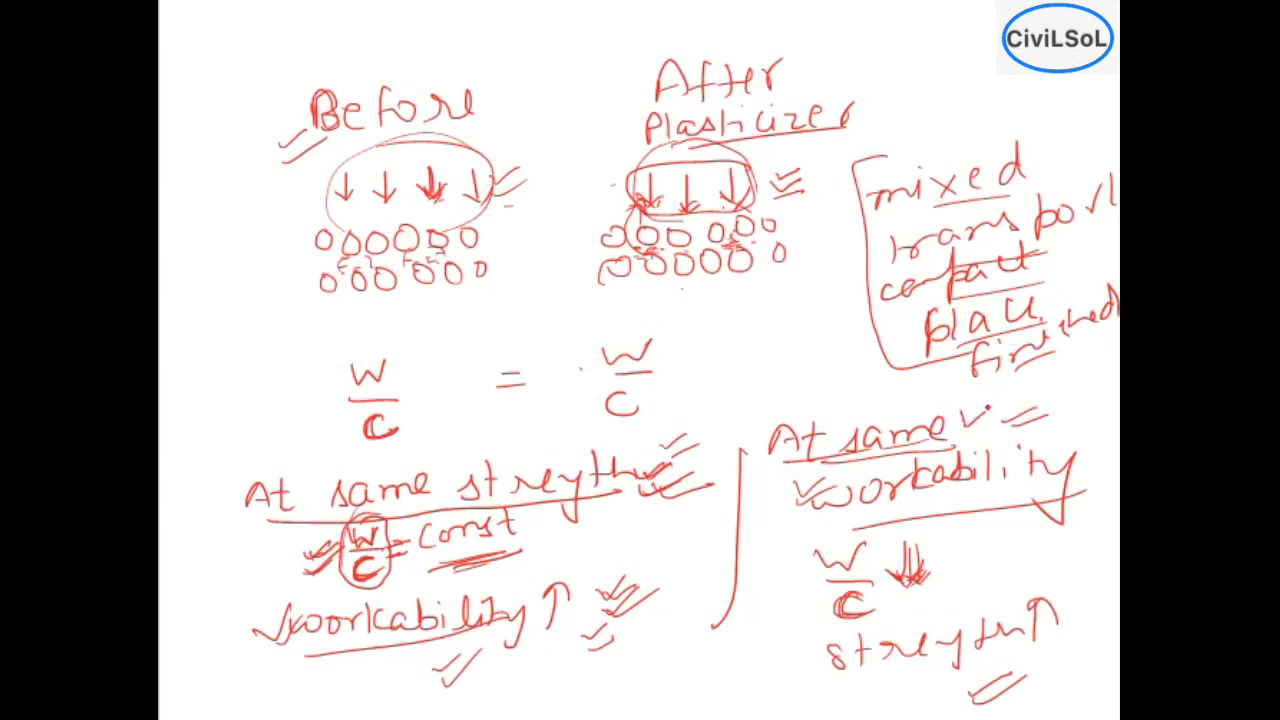 CiviLSoL
Before
After
Plasticizer
mixed
transport
compact
place
finished
W
C
=
W
C
At same strength
W
C
= const
workability ↑
At same
workability
W
C
↓
strength ↑